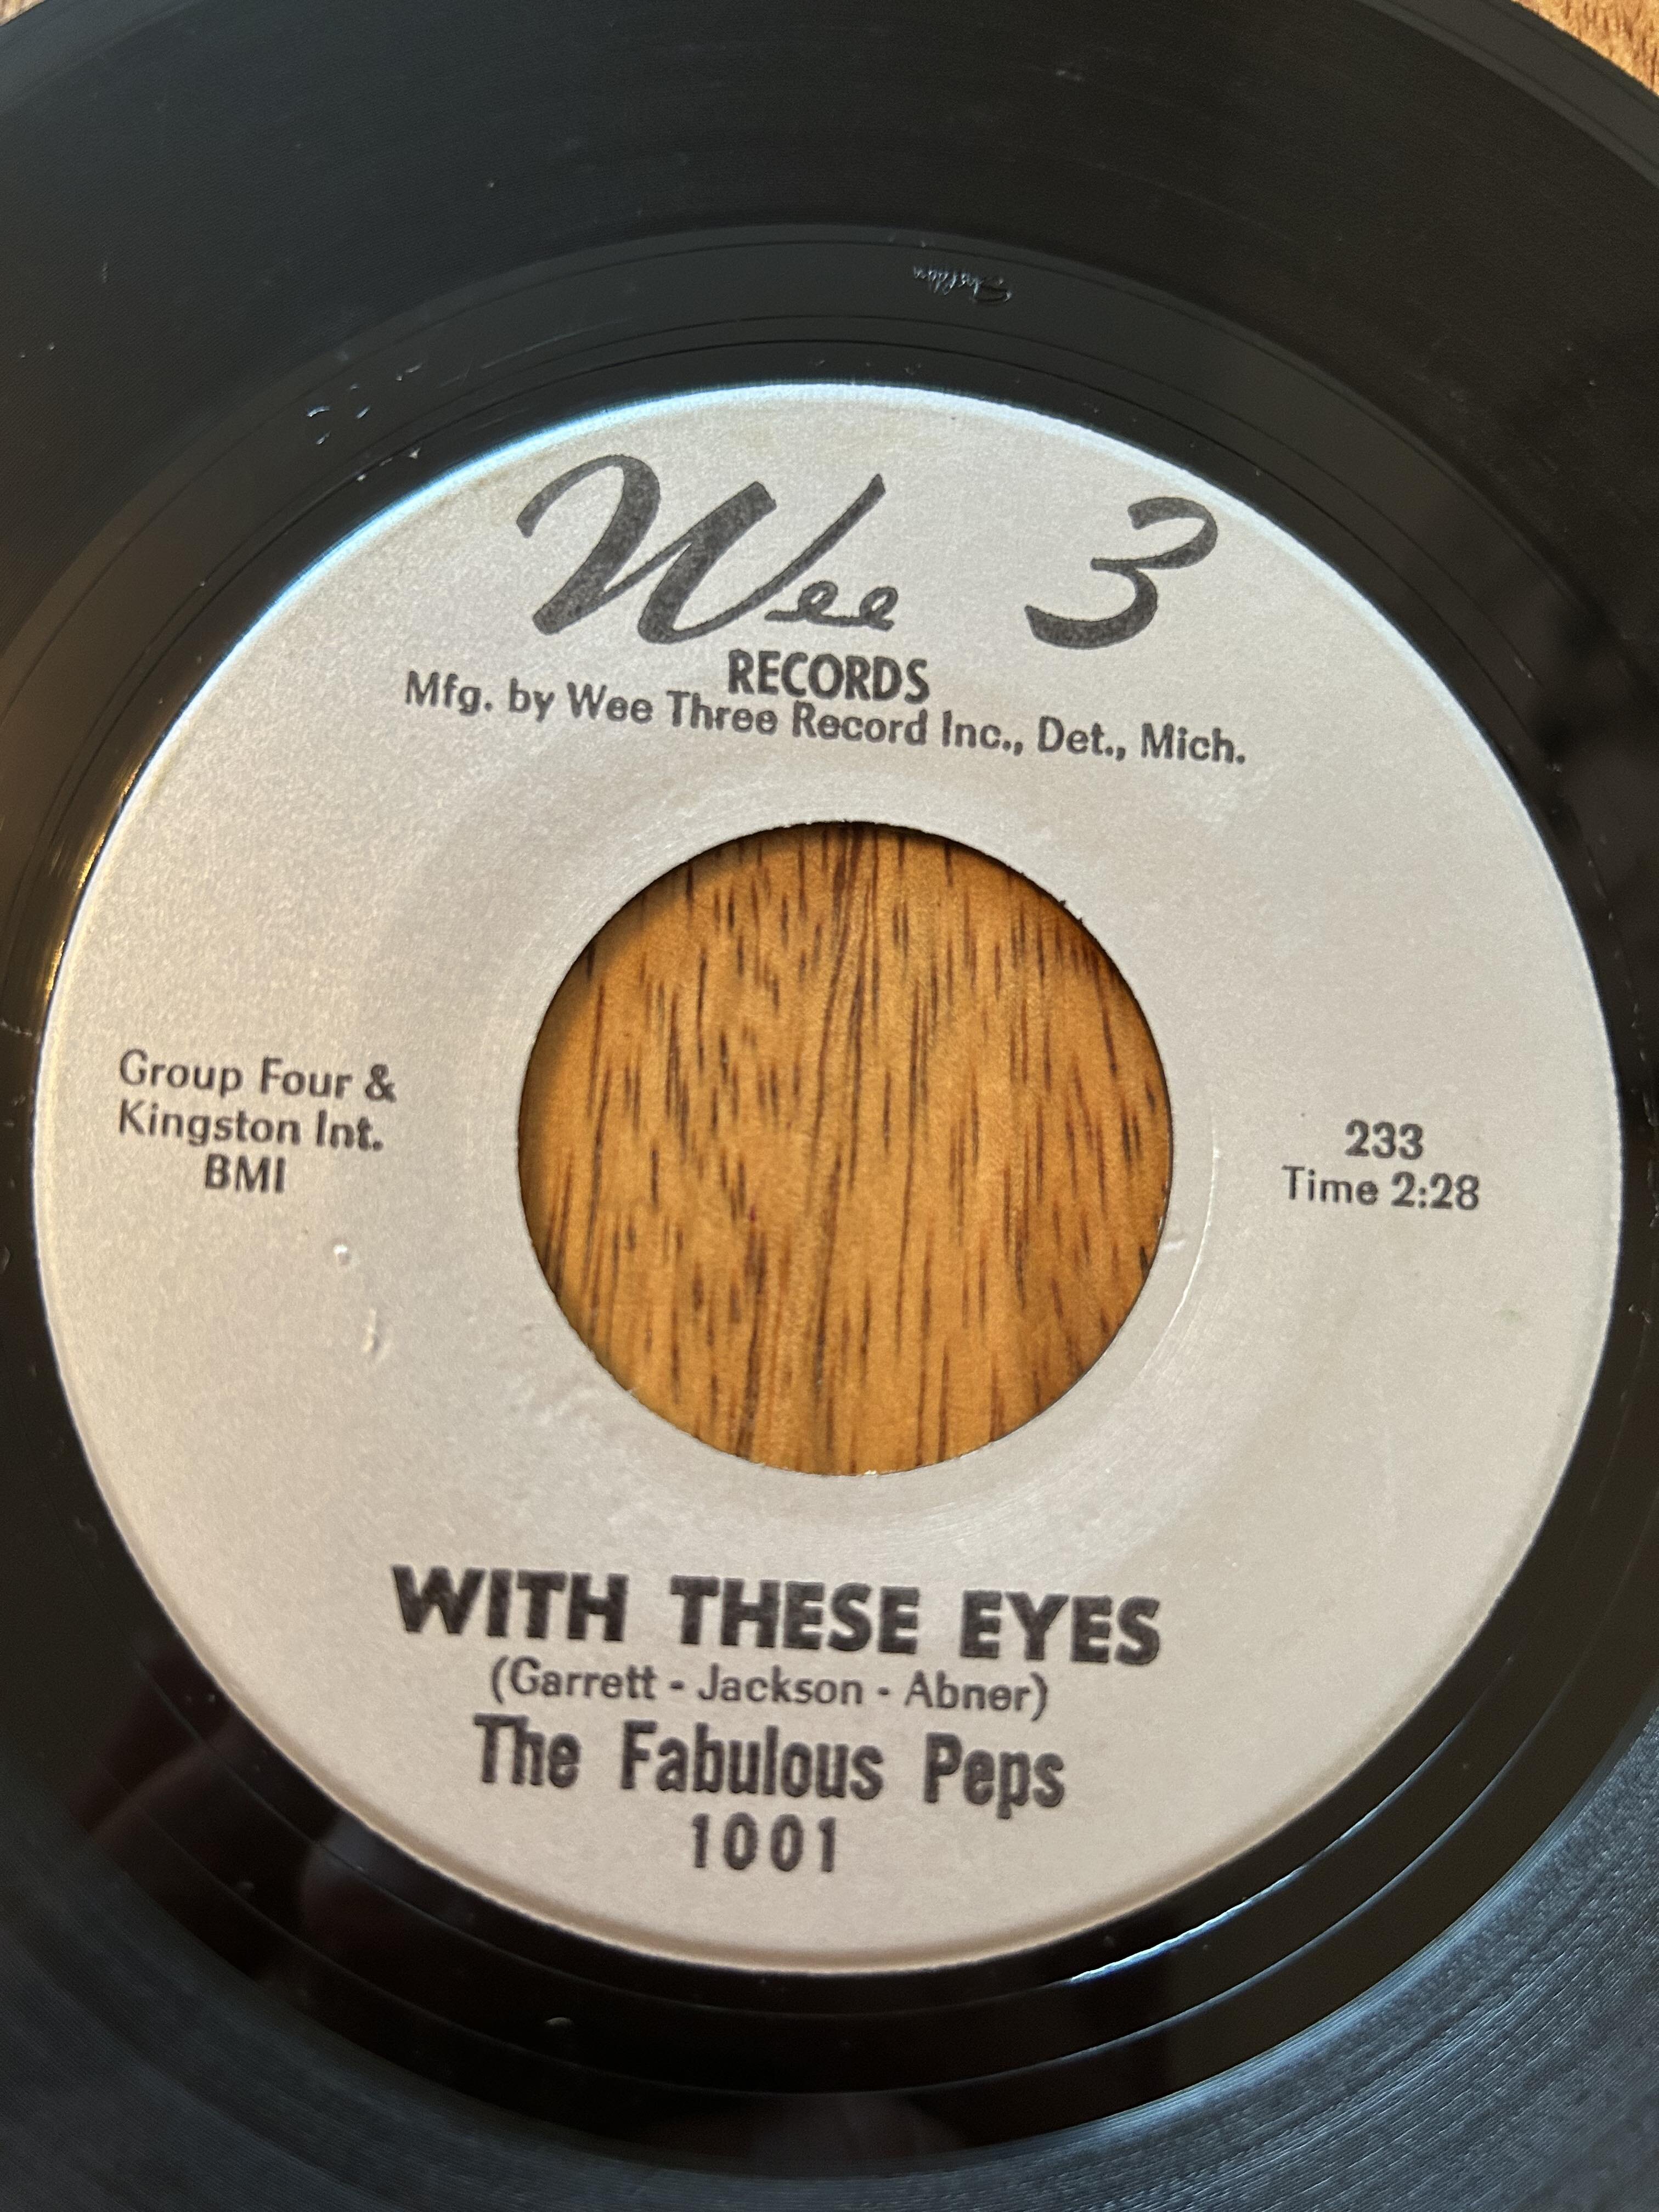 Wee 3
RECORDS
Mfg. by Wee Three Record Inc., Det., Mich.
Group Four &
Kingston Int.
BMI
233
Time 2:28
WITH THESE EYES
(Garrett - Jackson - Abner)
The Fabulous Peps
1001